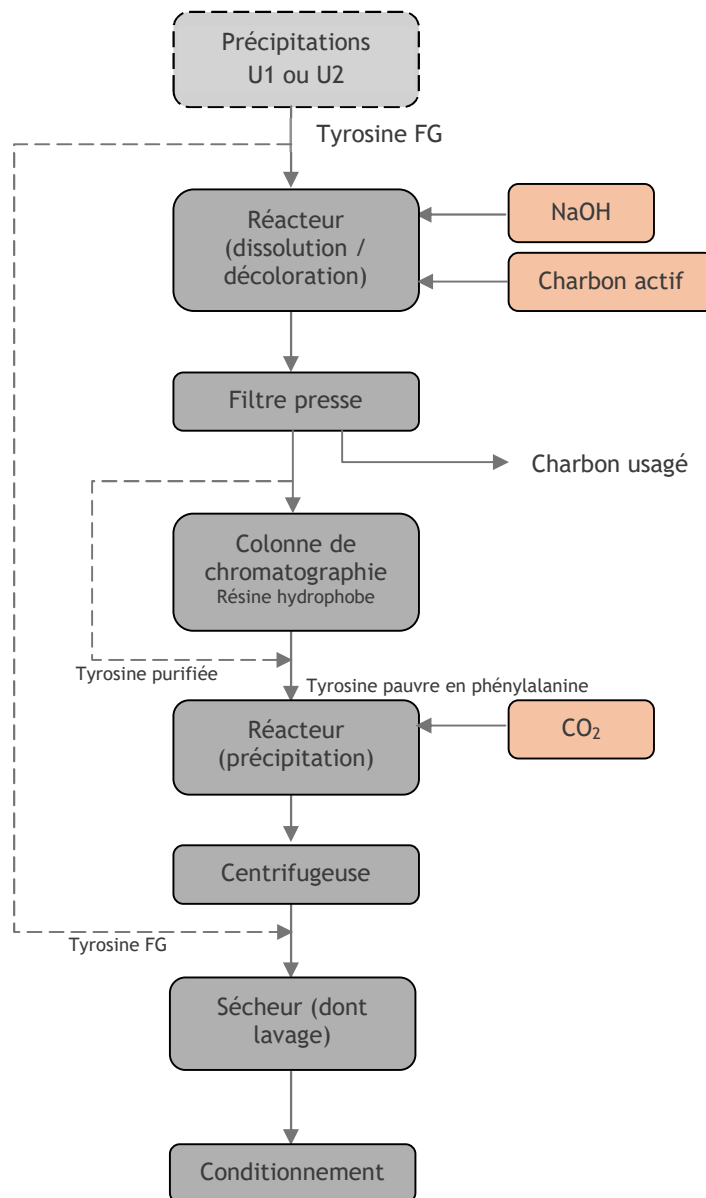 Précipitations
U1 ou U2
Tyrosine FG
Réacteur
(dissolution /
décoloration)
NaOH
Charbon actif
Filtre presse
Charbon usagé
Colonne de
chromatographie
Résine hydrophobe
Tyrosine purifiée
Tyrosine pauvre en phénylalanine
Réacteur
(précipitation)
CO₂
Centrifugeuse
Tyrosine FG
Sécheur (dont
lavage)
Conditionnement